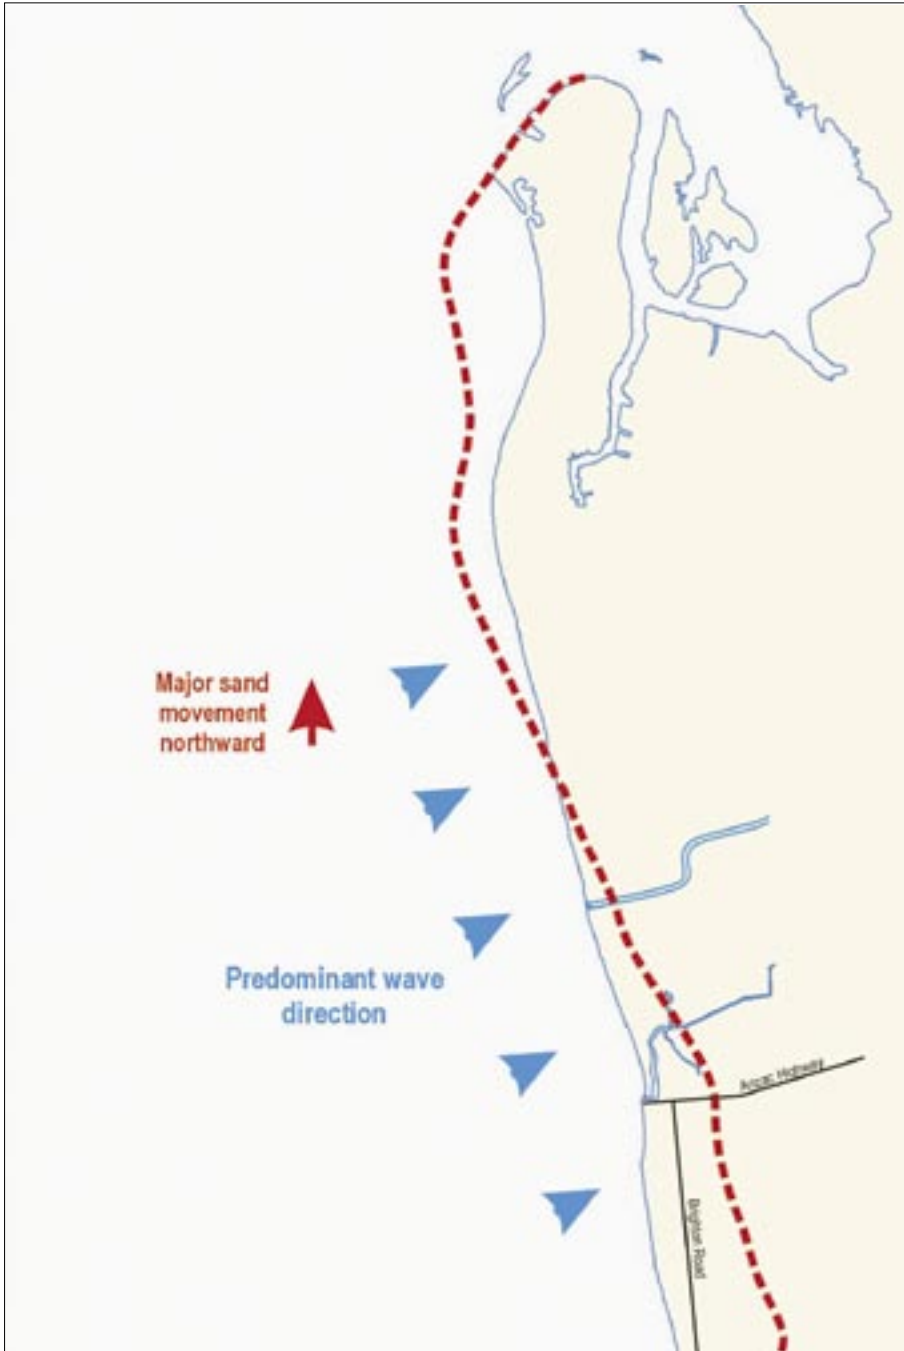 Major sand
movement
northward
Predominant wave
direction
Anzac Highway
Brighton Road